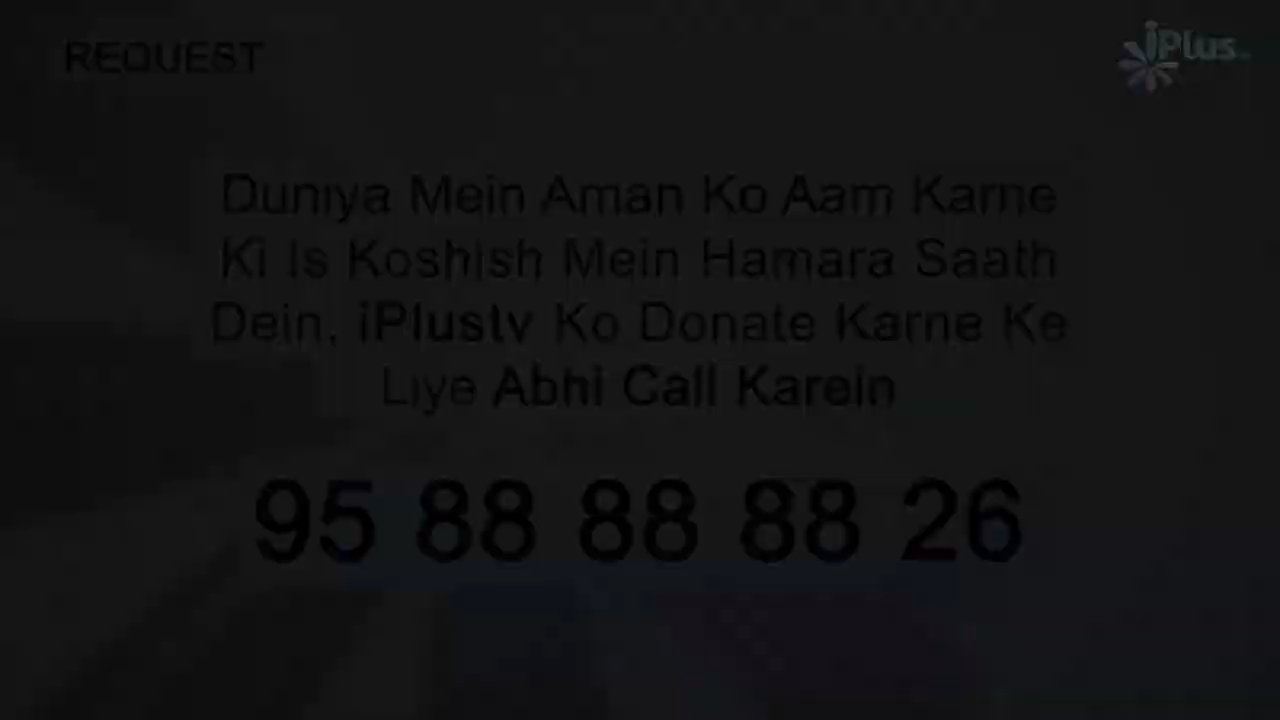 REQUEST
iPlus
Duniya Mein Aman Ko Aam Karne
Ki Is Koshish Mein Hamara Saath
Dein, iPlustv Ko Donate Karne Ke
Liye Abhi Call Karein
95 88 88 88 26